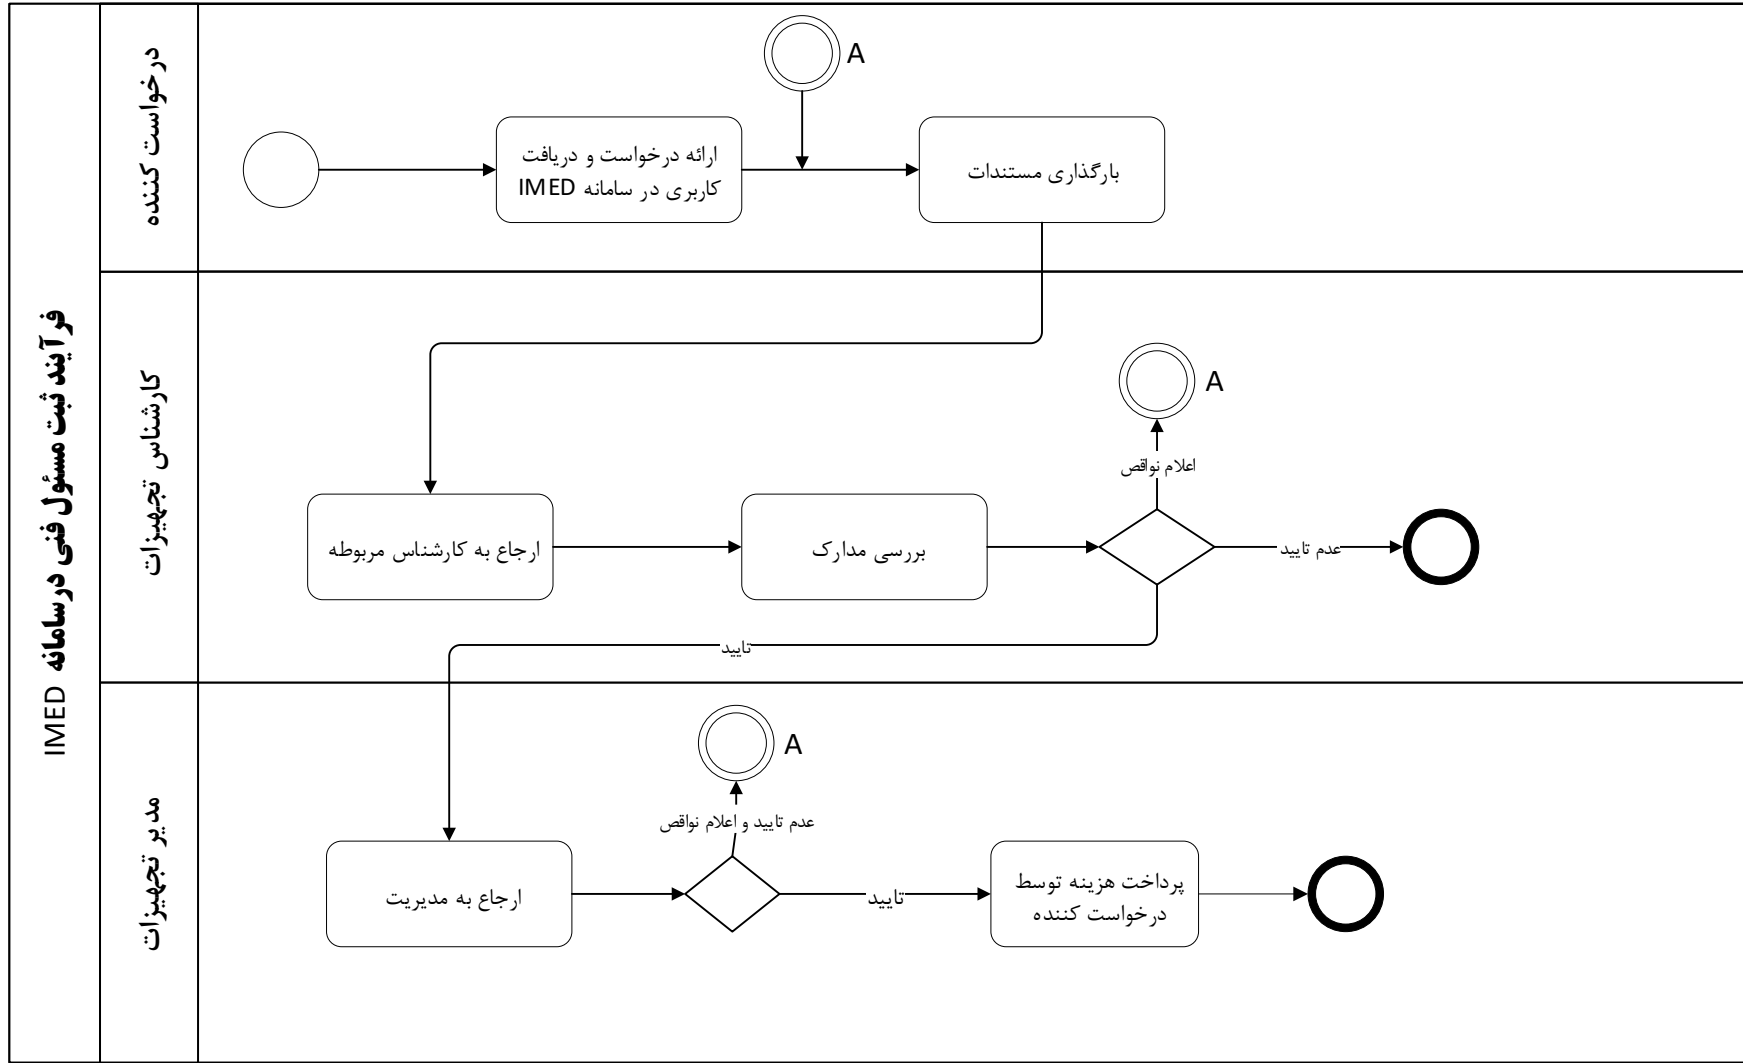 فرآیند ثبت مسئول فنی درسامانه IMED
درخواست کننده
A
ارائه درخواست و دریافت
کاربری در سامانه IMED
بارگذاری مستندات
کارشناس تجهیزات
A
اعلام نواقص
ارجاع به کارشناس مربوطه
بررسی مدارک
عدم تایید
تایید
مدیر تجهیزات
A
عدم تایید و اعلام نواقص
ارجاع به مدیریت
تایید
پرداخت هزینه توسط
درخواست کننده